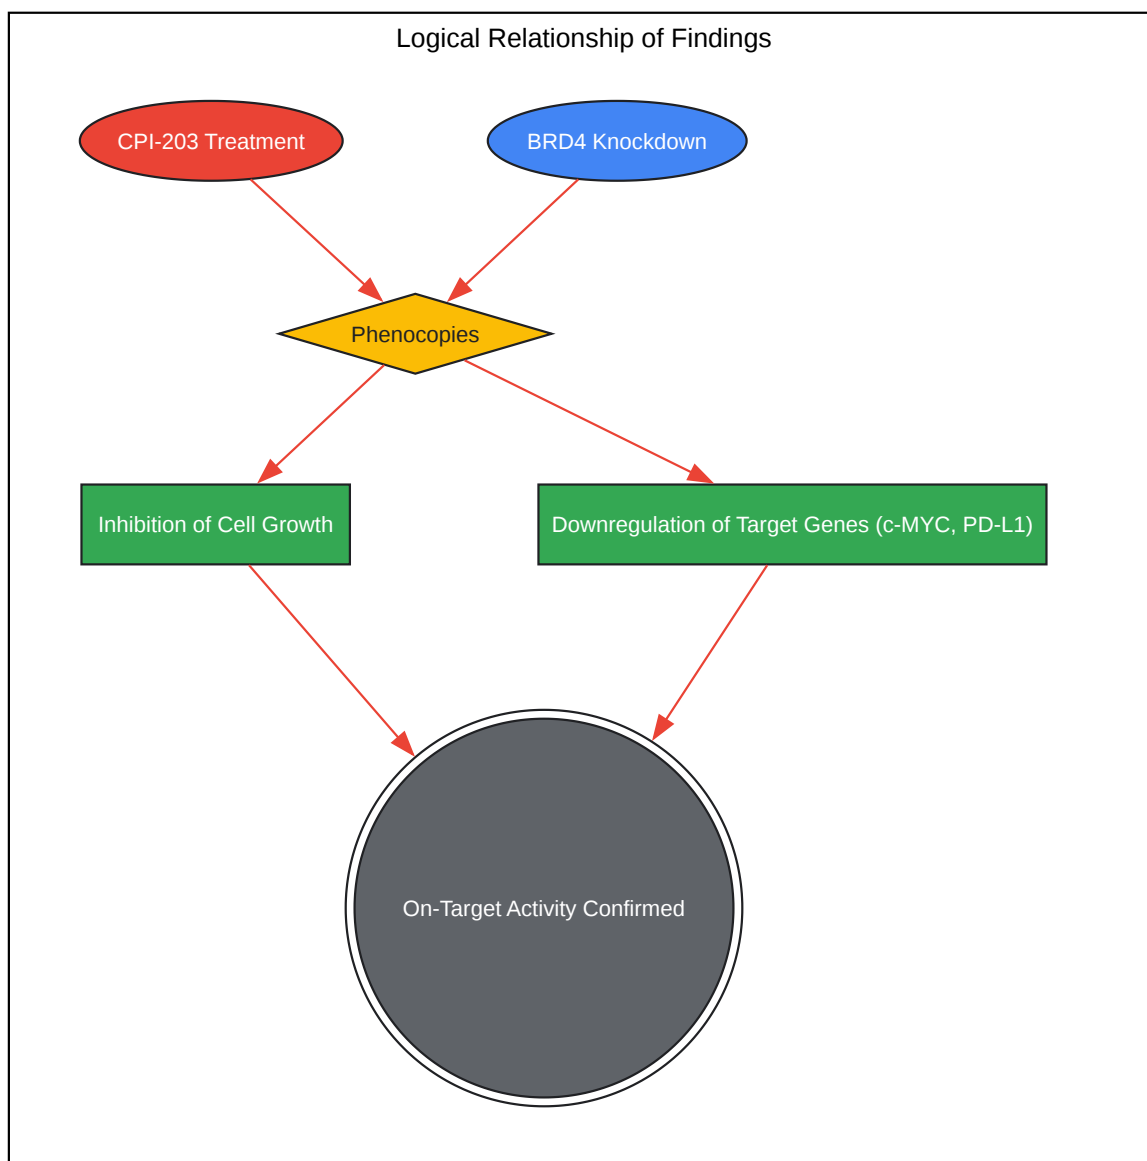 Logical Relationship of Findings
CPI-203 Treatment
BRD4 Knockdown
Phenocopies
Inhibition of Cell Growth
Downregulation of Target Genes (c-MYC, PD-L1)
On-Target Activity Confirmed